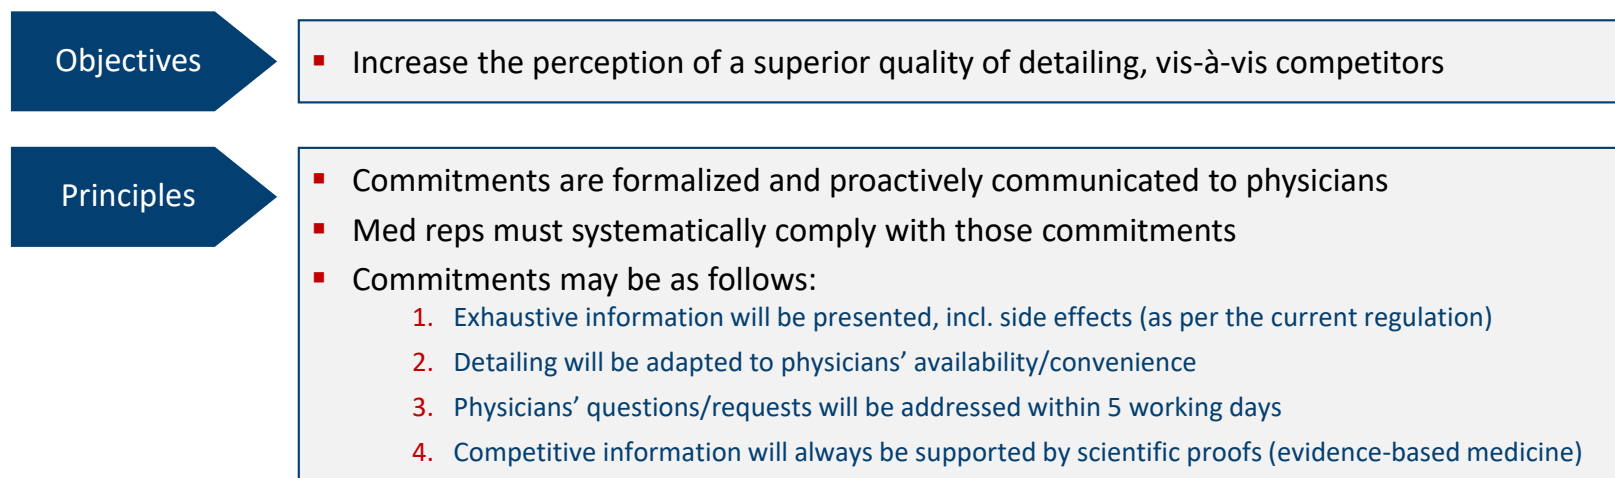 Objectives
▪ Increase the perception of a superior quality of detailing, vis-à-vis competitors
Principles
▪ Commitments are formalized and proactively communicated to physicians
▪ Med reps must systematically comply with those commitments
▪ Commitments may be as follows:
1. Exhaustive information will be presented, incl. side effects (as per the current regulation)
2. Detailing will be adapted to physicians’ availability/convenience
3. Physicians’ questions/requests will be addressed within 5 working days
4. Competitive information will always be supported by scientific proofs (evidence-based medicine)